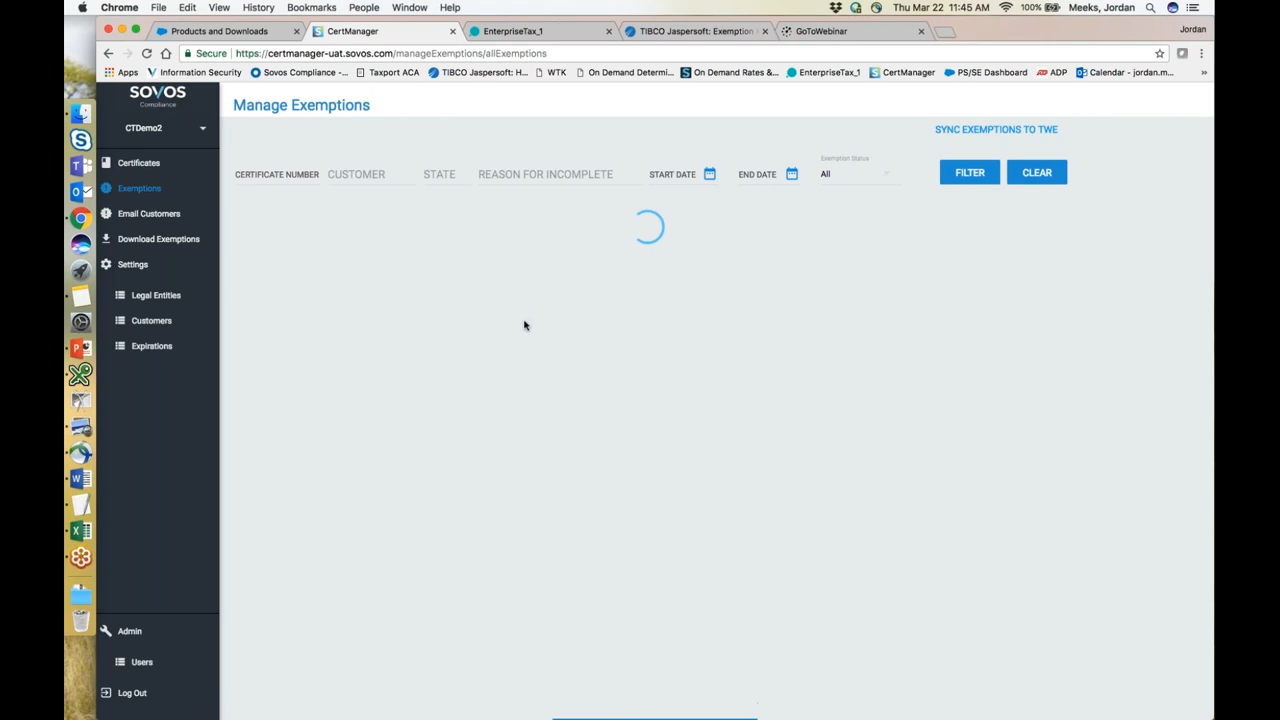 Chrome File Edit View History Bookmarks People Window Help
Thu Mar 22 11:45 AM 100% Meeks, Jordan
Products and Downloads
CertManager
EnterpriseTax_1
TIBCO Jaspersoft: Exemption
GoToWebinar
Jordan
Secure https://certmanager-uat.sovos.com/manageExemptions/allExemptions
Apps Information Security Sovos Compliance -... Taxport ACA TIBCO Jaspersoft: H... WTK On Demand Determi... On Demand Rates &... EnterpriseTax_1 CertManager PS/SE Dashboard ADP Calendar - jordan.m... »
SOVOS
Compliance
CTDemo2
Certificates
Exemptions
Email Customers
Download Exemptions
Settings
Legal Entities
Customers
Expirations
Admin
Users
Log Out
Manage Exemptions
SYNC EXEMPTIONS TO TWE
CERTIFICATE NUMBER CUSTOMER STATE REASON FOR INCOMPLETE START DATE END DATE
Exemption Status
All
FILTER CLEAR